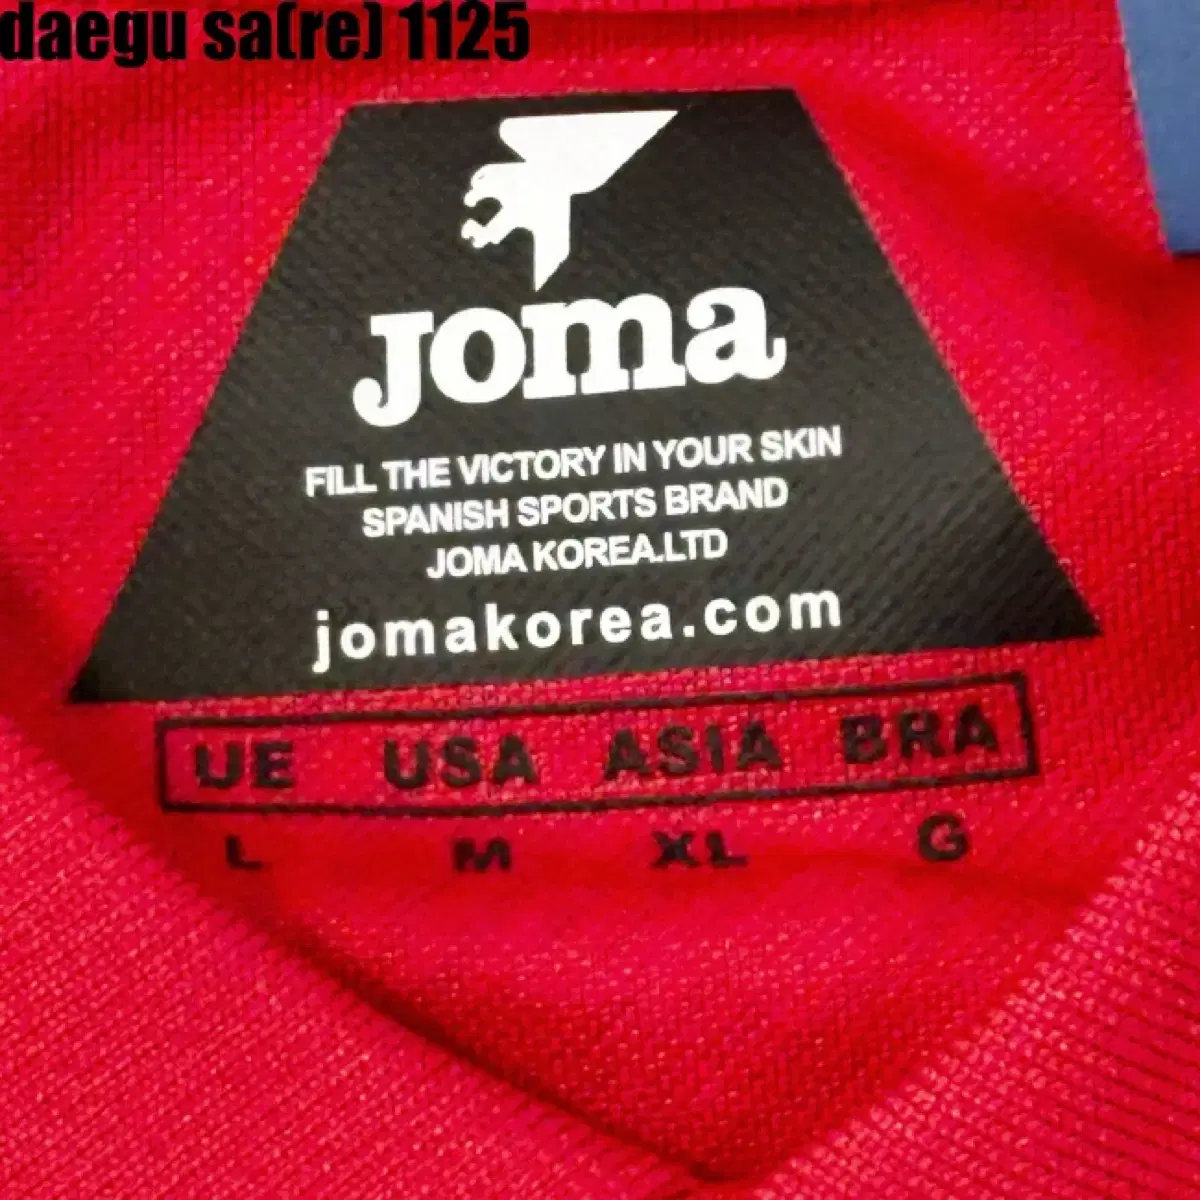 daegu sa(re) 1125
Joma
FILL THE VICTORY IN YOUR SKIN
SPANISH SPORTS BRAND
JOMA KOREA.LTD
jomakorea.com
UE USA ASIA BRA
L M XL G